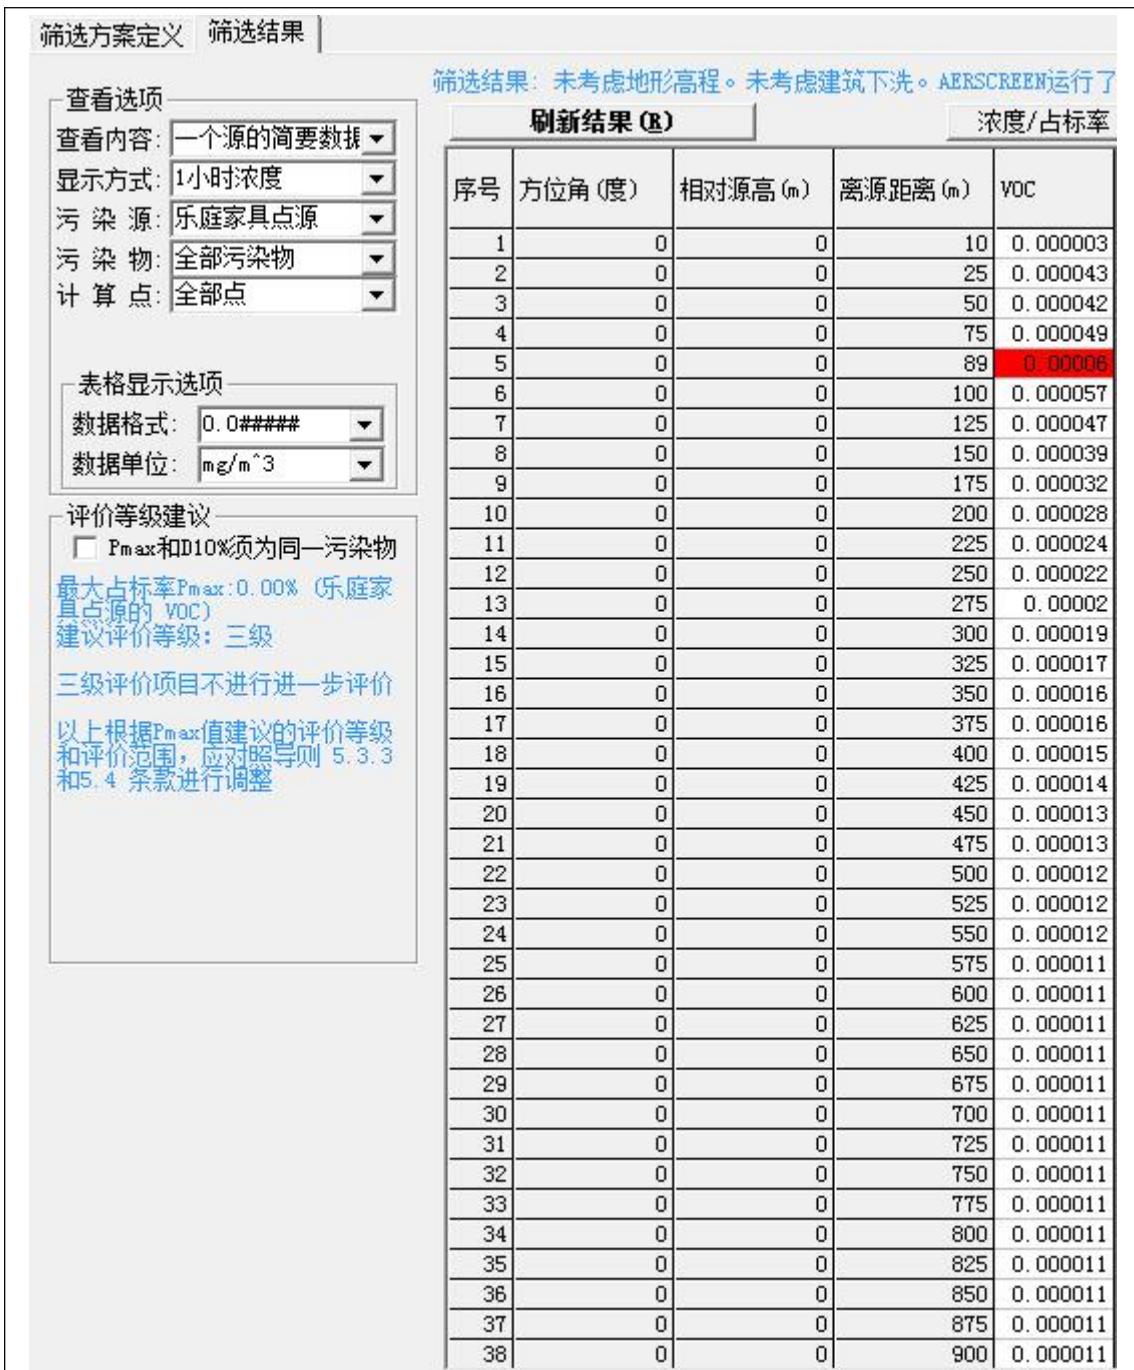 筛选方案定义 筛选结果
筛选结果：未考虑地形高程。未考虑建筑下洗。AERSCREEN运行了
查看选项
查看内容: 一个源的简要数据
显示方式: 1小时浓度
污 染 源: 乐庭家具点源
污 染 物: 全部污染物
计 算 点: 全部点
表格显示选项
数据格式: 0.0#####
数据单位: mg/m^3
评价等级建议
Pmax和D10%须为同一污染物
最大占标率Pmax:0.00% (乐庭家
具点源的 VOC)
建议评价等级: 三级
三级评价项目不进行进一步评价
以上根据Pmax值建议的评价等级
和评价范围，应对照导则 5.3.3
和5.4 条款进行调整
刷新结果(R) 浓度/占标率
序号 方位角(度) 相对源高(m) 离源距离(m) VOC
1 0 0 10 0.000003
2 0 0 25 0.000043
3 0 0 50 0.000042
4 0 0 75 0.000049
5 0 0 89 0.00006
6 0 0 100 0.000057
7 0 0 125 0.000047
8 0 0 150 0.000039
9 0 0 175 0.000032
10 0 0 200 0.000028
11 0 0 225 0.000024
12 0 0 250 0.000022
13 0 0 275 0.00002
14 0 0 300 0.000019
15 0 0 325 0.000017
16 0 0 350 0.000016
17 0 0 375 0.000016
18 0 0 400 0.000015
19 0 0 425 0.000014
20 0 0 450 0.000013
21 0 0 475 0.000013
22 0 0 500 0.000012
23 0 0 525 0.000012
24 0 0 550 0.000012
25 0 0 575 0.000011
26 0 0 600 0.000011
27 0 0 625 0.000011
28 0 0 650 0.000011
29 0 0 675 0.000011
30 0 0 700 0.000011
31 0 0 725 0.000011
32 0 0 750 0.000011
33 0 0 775 0.000011
34 0 0 800 0.000011
35 0 0 825 0.000011
36 0 0 850 0.000011
37 0 0 875 0.000011
38 0 0 900 0.000011